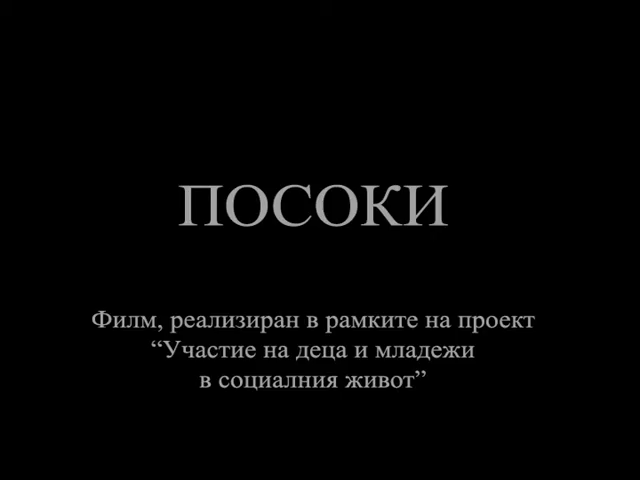 ПОСОКИ
Филм, реализиран в рамките на проект
“Участие на деца и младежи
в социалния живот”